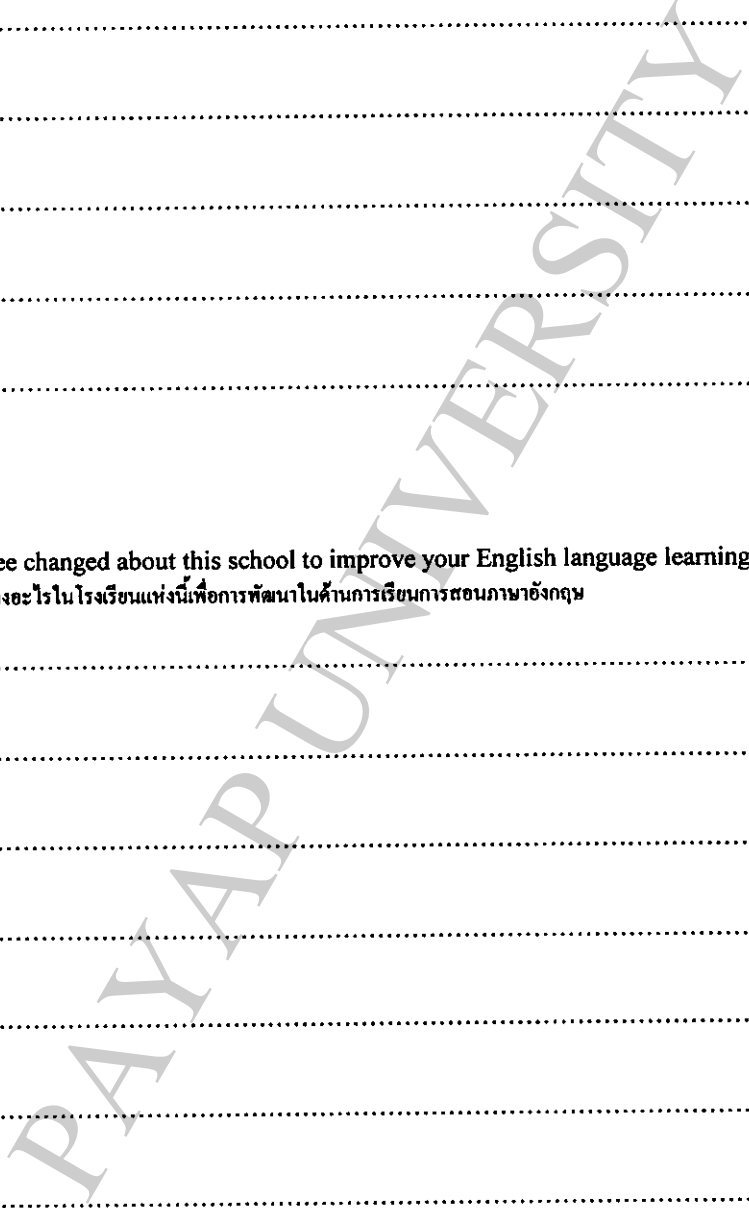 ee changed about this school to improve your English language learning
งอะไรในโรงเรียนแห่งนี้เพื่อการพัฒนาในด้านการเรียนการสอนภาษาอังกฤษ
PAYAP UNIVERSITY